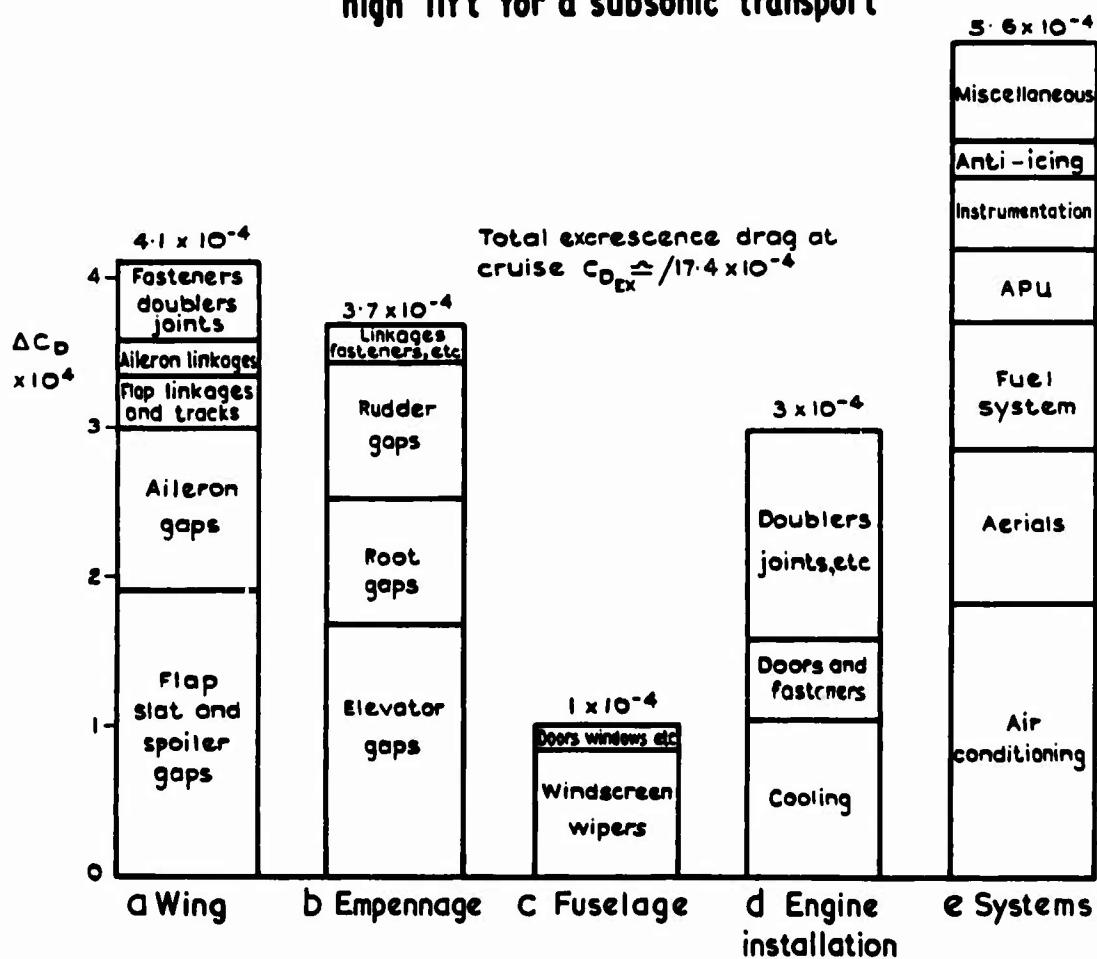 high lift for a subsonic transport
5.6 x 10-4
Miscellaneous
Anti-icing
Instrumentation
APU
Fuel
system
Aerials
Air
conditioning
Total excrescence drag at
cruise CDEX ≏ /17.4 x 10-4
4.1 x 10-4
Fasteners
doublers
joints
Aileron linkages
Flap linkages
and tracks
Aileron
gaps
Flap
slat and
spoiler
gaps
3.7 x 10-4
Linkages
fasteners, etc
Rudder
gaps
Root
gaps
Elevator
gaps
1 x 10-4
Doors windows etc
Windscreen
wipers
3 x 10-4
Doublers
joints, etc
Doors and
fasteners
Cooling
ΔCD
x104
4
3
2
1
0
a Wing
b Empennage
c Fuselage
d Engine
installation
e Systems